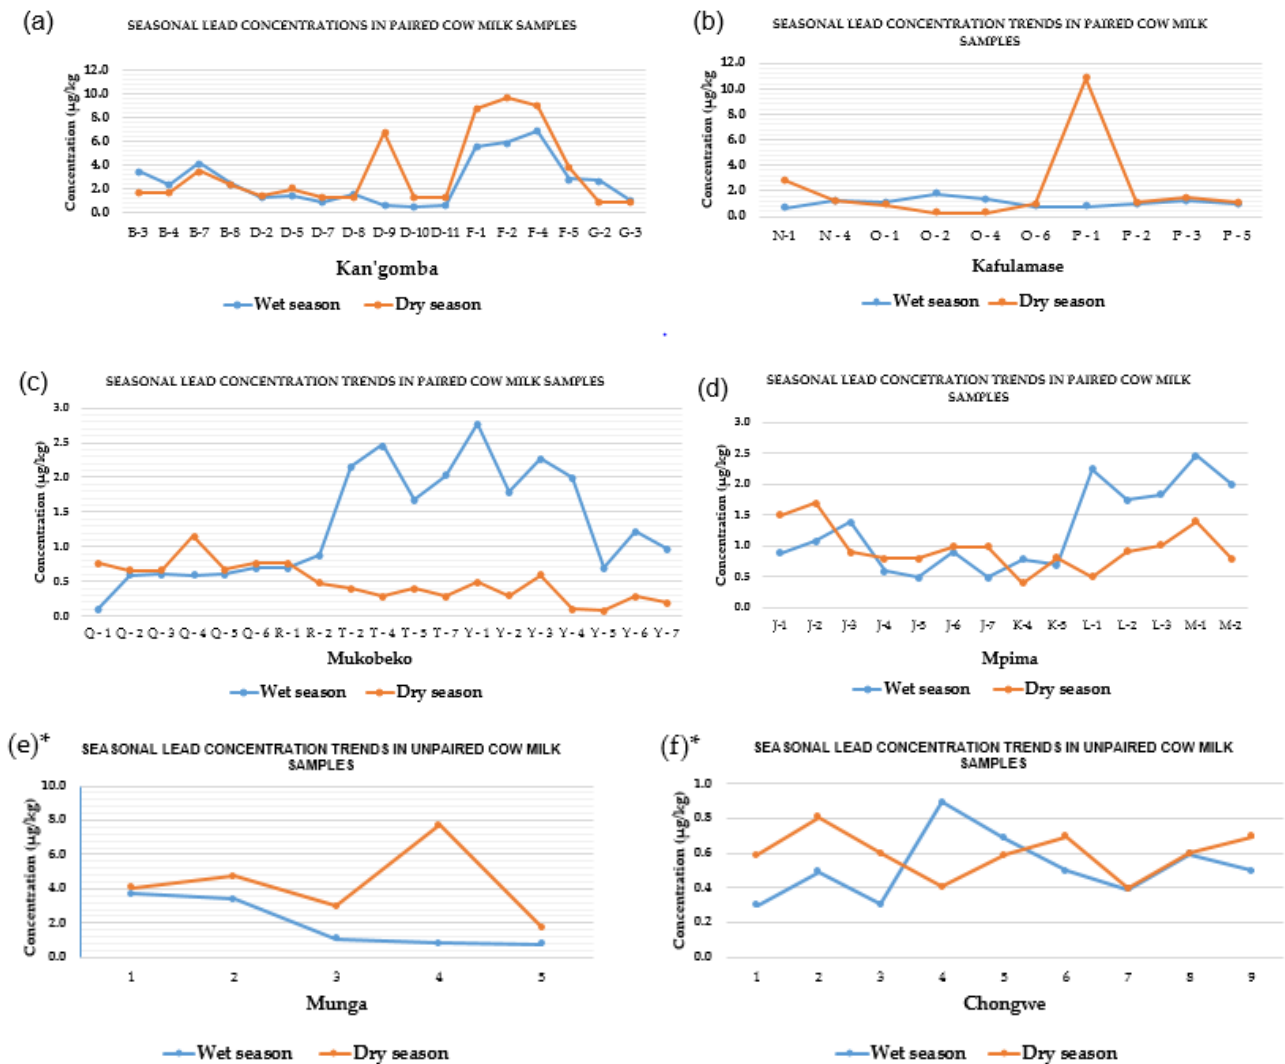 (a)
SEASONAL LEAD CONCENTRATIONS IN PAIRED COW MILK SAMPLES
Concentration (µg/kg)
12.0
10.0
8.0
6.0
4.0
2.0
0.0
B-3 B-4 B-7 B-8 D-2 D-5 D-7 D-8 D-9 D-10 D-11 F-1 F-2 F-4 F-5 G-2 G-3
Kan'gomba
Wet season Dry season
(b)
SEASONAL LEAD CONCENTRATION TRENDS IN PAIRED COW MILK
SAMPLES
Concentration (µg/kg
12.0
10.0
8.0
6.0
4.0
2.0
0.0
N-1 N - 4 O - 1 O - 2 O - 4 O - 6 P - 1 P - 2 P - 3 P - 5
Kafulamase
Wet season Dry season
(c)
SEASONAL LEAD CONCENTRATION TRENDS IN PAIRED COW MILK SAMPLES
Concentration (µg/kg)
3.0
2.5
2.0
1.5
1.0
0.5
0.0
Q - 1 Q - 2 Q - 3 Q - 4 Q - 5 Q - 6 R - 1 R - 2 T - 2 T - 4 T - 5 T - 7 Y - 1 Y - 2 Y - 3 Y - 4 Y - 5 Y - 6 Y - 7
Mukobeko
Wet season Dry season
(d)
SEASONAL LEAD CONCETRATION TRENDS IN PAIRED COW MILK
SAMPLES
Concentration (µg/kg)
3.0
2.5
2.0
1.5
1.0
0.5
0.0
J-1 J-2 J-3 J-4 J-5 J-6 J-7 K-4 K-5 L-1 L-2 L-3 M-1 M-2
Mpima
Wet season Dry season
(e)*
SEASONAL LEAD CONCENTRATION TRENDS IN UNPAIRED COW MILK
SAMPLES
Concentration (µg/kg)
10.0
8.0
6.0
4.0
2.0
0.0
1 2 3 4 5
Munga
Wet season Dry season
(f)*
SEASONAL LEAD CONCENTRATION TRENDS IN UNPAIRED COW MILK
SAMPLES
Concentration (µg/kg)
1.0
0.8
0.6
0.4
0.2
0.0
1 2 3 4 5 6 7 8 9
Chongwe
Wet season Dry season